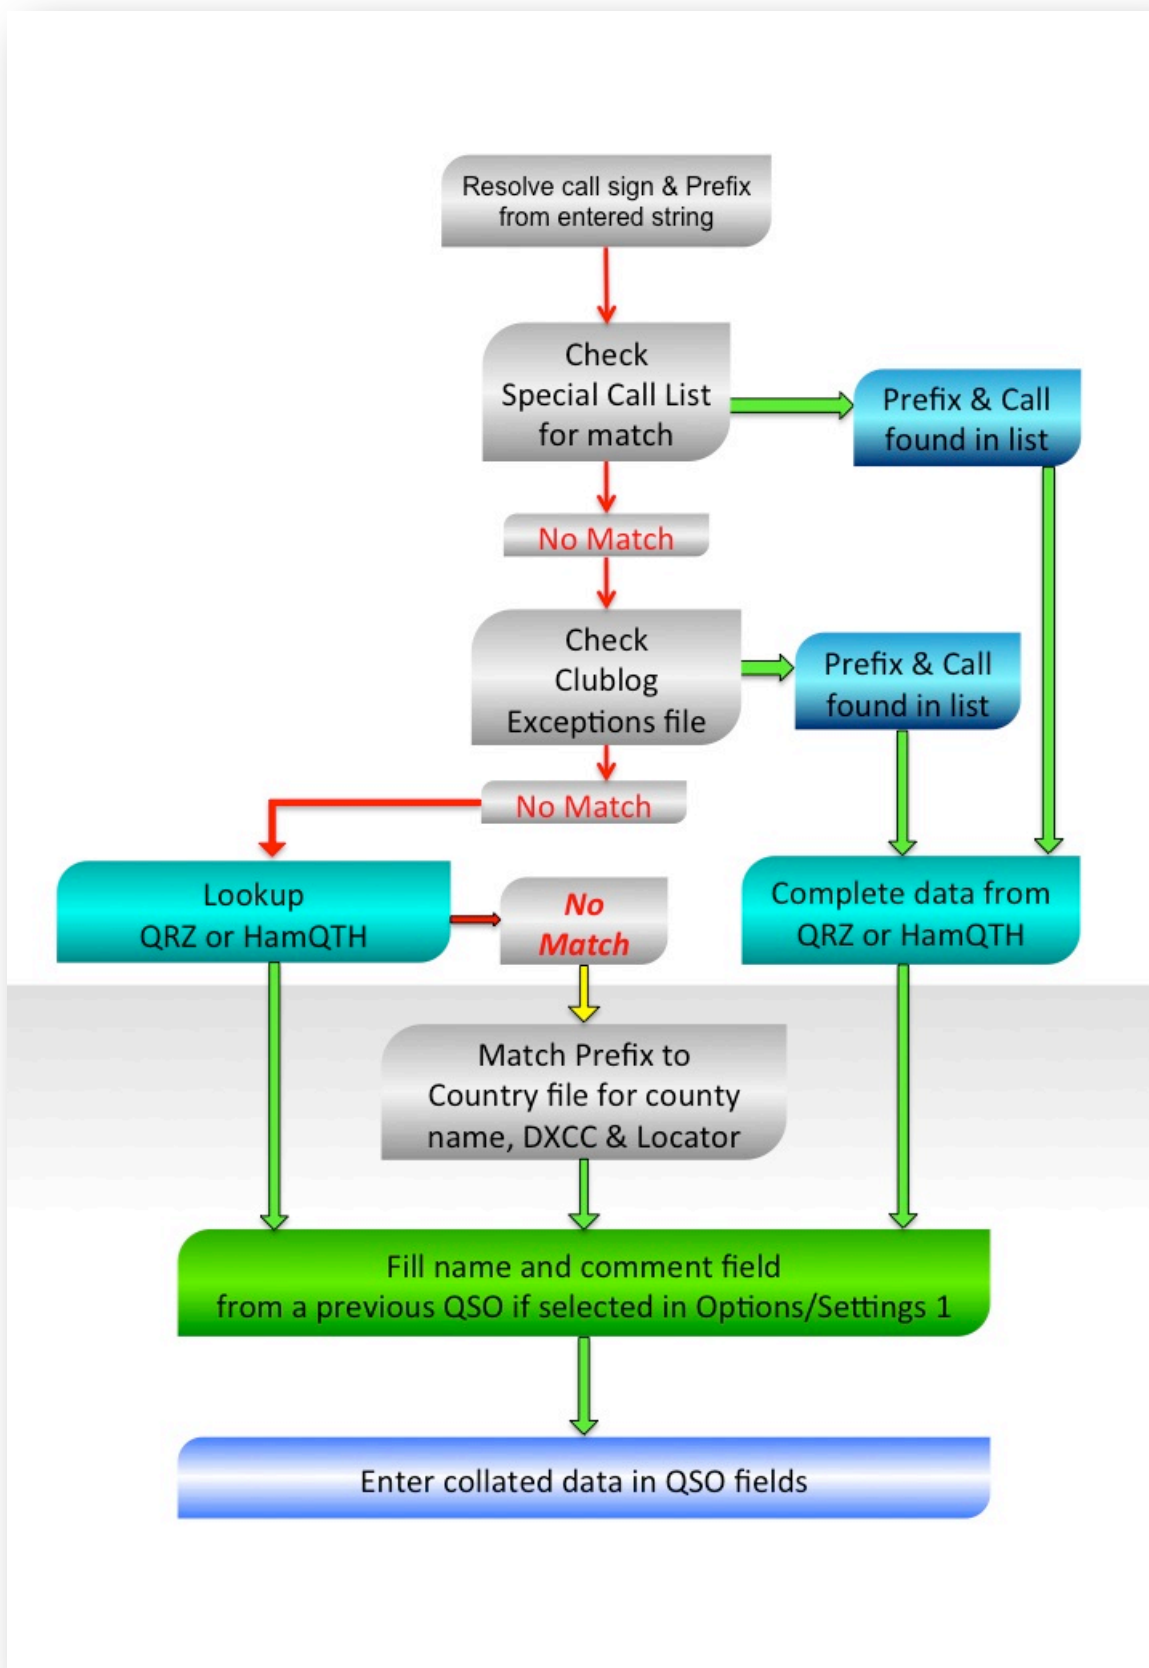 Resolve call sign & Prefix
from entered string
Check
Special Call List
for match
Prefix & Call
found in list
No Match
Check
Clublog
Exceptions file
Prefix & Call
found in list
No Match
Lookup
QRZ or HamQTH
No
Match
Complete data from
QRZ or HamQTH
Match Prefix to
Country file for county
name, DXCC & Locator
Fill name and comment field
from a previous QSO if selected in Options/Settings 1
Enter collated data in QSO fields